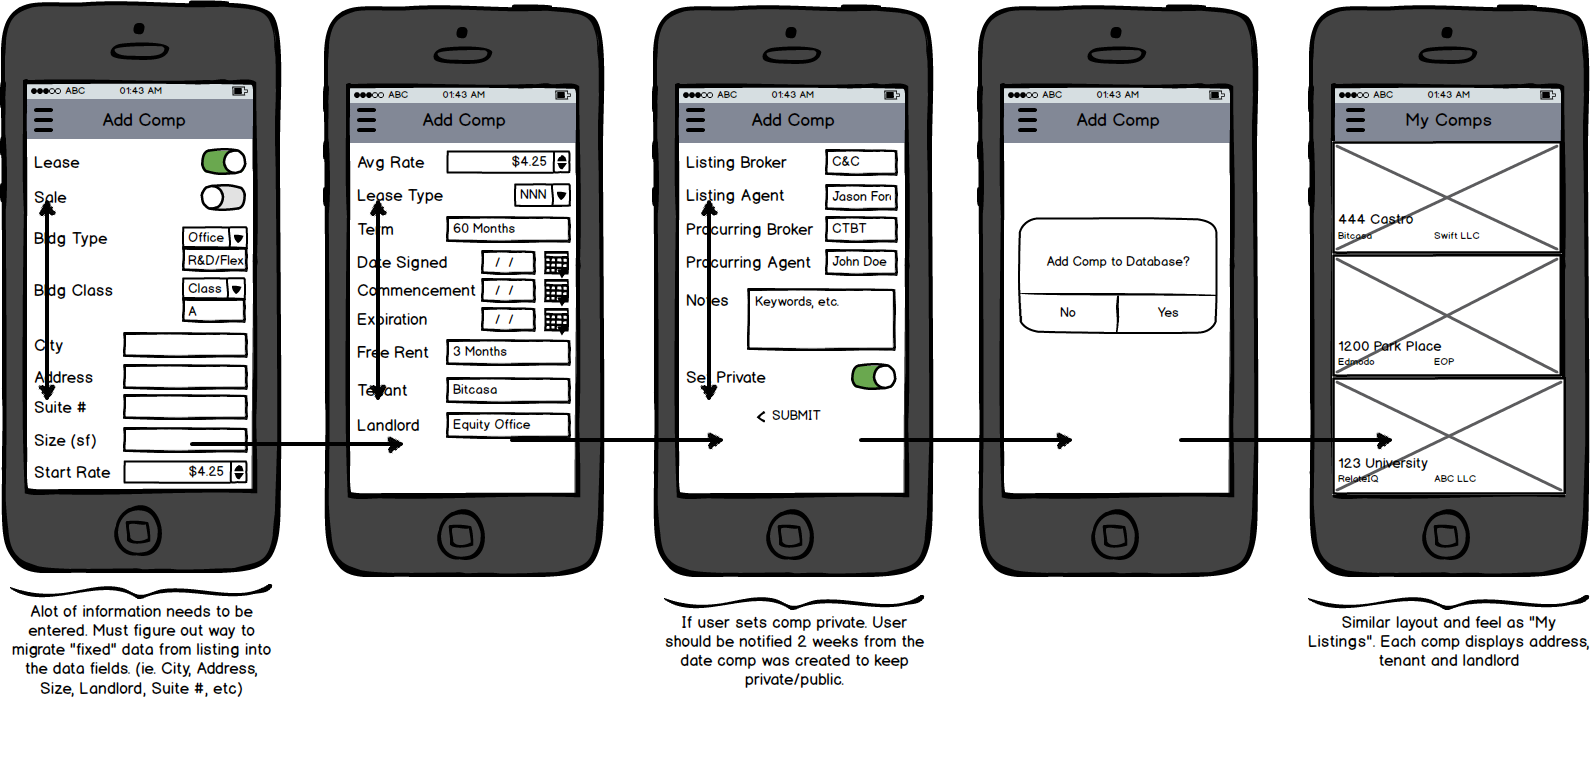 ABC 01:43 AM
Add Comp
Lease
Sale
Bldg Type Office
R&D/Flex
Bldg Class Class
A
City
Address
Suite #
Size (sf)
Start Rate $4.25
Alot of information needs to be
entered. Must figure out way to
migrate "fixed" data from listing into
the data fields. (ie. City, Address,
Size, Landlord, Suite #, etc)
ABC 01:43 AM
Add Comp
Avg Rate $4.25
Lease Type NNN
Term 60 Months
Date Signed / /
Commencement / /
Expiration / /
Free Rent 3 Months
Tenant Bitcasa
Landlord Equity Office
ABC 01:43 AM
Add Comp
Listing Broker C&C
Listing Agent Jason For
Procurring Broker CTBT
Procurring Agent John Doe
Notes Keywords, etc.
Set Private
< SUBMIT
If user sets comp private. User
should be notified 2 weeks from the
date comp was created to keep
private/public.
ABC 01:43 AM
Add Comp
Add Comp to Database?
No Yes
ABC 01:43 AM
My Comps
444 Castro
Bitcasa Swift LLC
1200 Park Place
Edmodo EOP
123 University
RelateIQ ABC LLC
Similar layout and feel as "My
Listings". Each comp displays address,
tenant and landlord